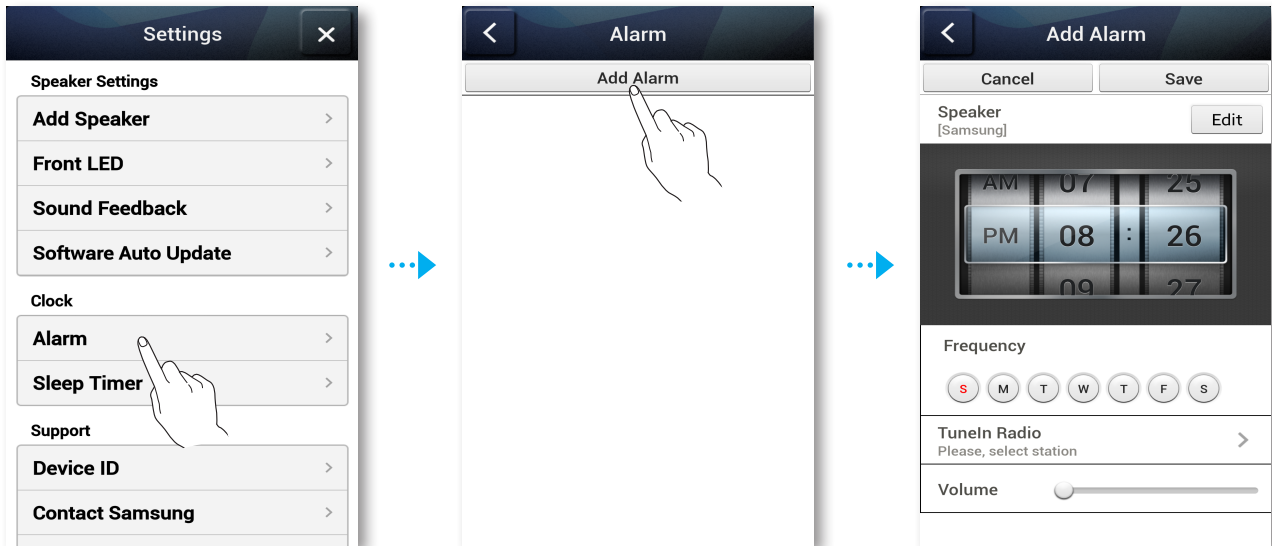 Settings
Speaker Settings
Add Speaker
Front LED
Sound Feedback
Software Auto Update
Clock
Alarm
Sleep Timer
Support
Device ID
Contact Samsung
Alarm
Add Alarm
Add Alarm
Cancel Save
Speaker
[Samsung]
Edit
AM 07 25
PM 08 : 26
09 27
Frequency
S M T W T F S
TuneIn Radio
Please, select station
Volume